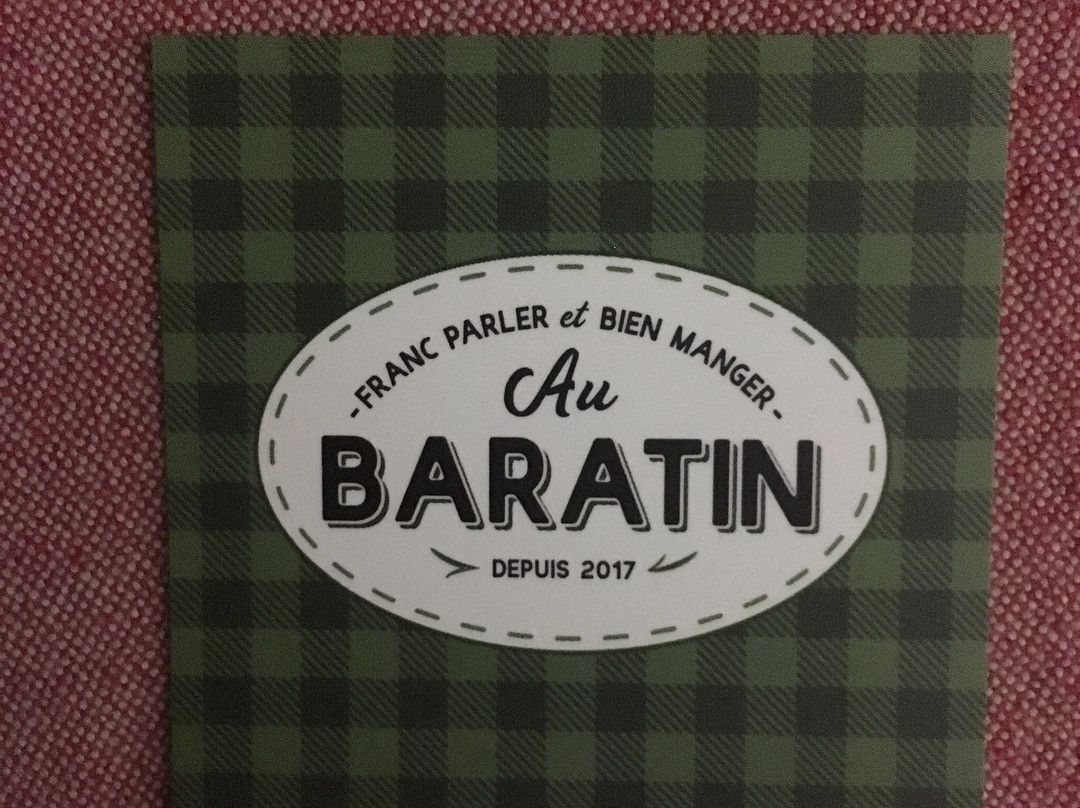 -FRANC PARLER et BIEN MANGER-
Au
BARATIN
DEPUIS 2017